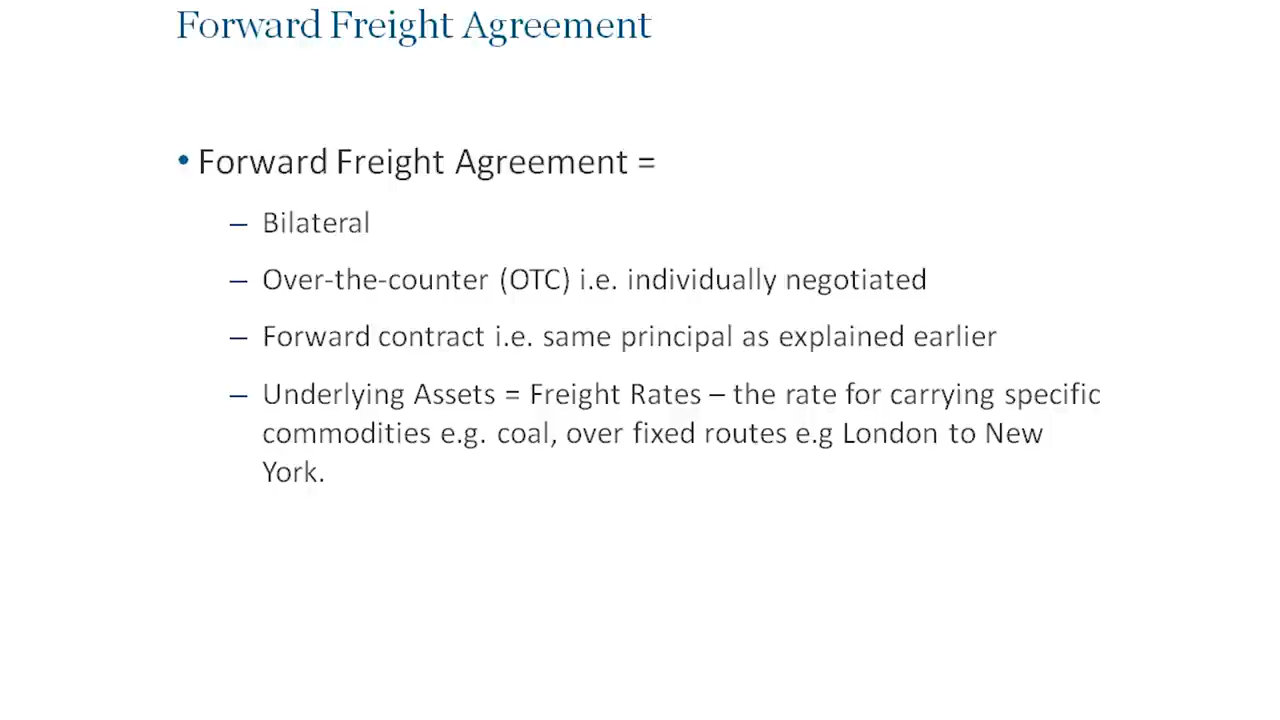 Forward Freight Agreement
• Forward Freight Agreement =
– Bilateral
– Over-the-counter (OTC) i.e. individually negotiated
– Forward contract i.e. same principal as explained earlier
– Underlying Assets = Freight Rates – the rate for carrying specific
commodities e.g. coal, over fixed routes e.g London to New
York.